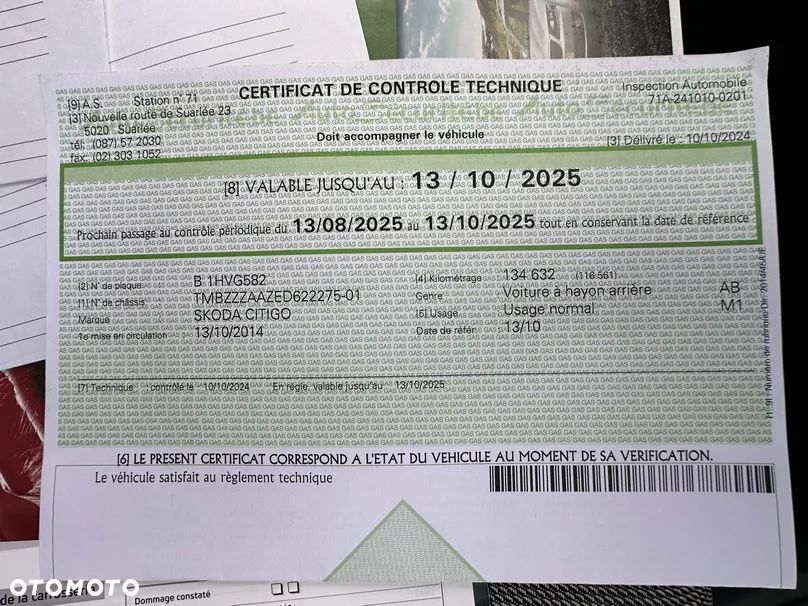 CERTIFICAT DE CONTROLE TECHNIQUE
[9] A.S. Station n° 71
[3] Nouvelle route de Suarlée 23
5020 Suarlée
tél. (087) 57 2030
fax. (02) 303 1052
Inspection Automobile
71A-241010-0201
Doit accompagner le véhicule
[3] Délivré le : 10/10/2024
[8] VALABLE JUSQU'AU : 13 / 10 / 2025
Prochain passage au contrôle périodique du 13/08/2025 au 13/10/2025 tout en conservant la date de référence
[2] N° de plaque B 1HVG582
[1] N° de châssis TMBZZZAAZED622275-01
Marque SKODA CITIGO
1e mise en circulation 13/10/2014
[4] Kilométrage 134 632 (116.561)
Genre Voiture à hayon arrière AB
[5] Usage Usage normal M1
Date de référ. 13/10
[7] Technique : contrôlé le 10/10/2024 En règle, valable jusqu'au 13/10/2025
[6] LE PRESENT CERTIFICAT CORRESPOND A L'ETAT DU VEHICULE AU MOMENT DE SA VERIFICATION.
Le véhicule satisfait au règlement technique
OTOMOTO
de la carrosserie
Dommage constaté